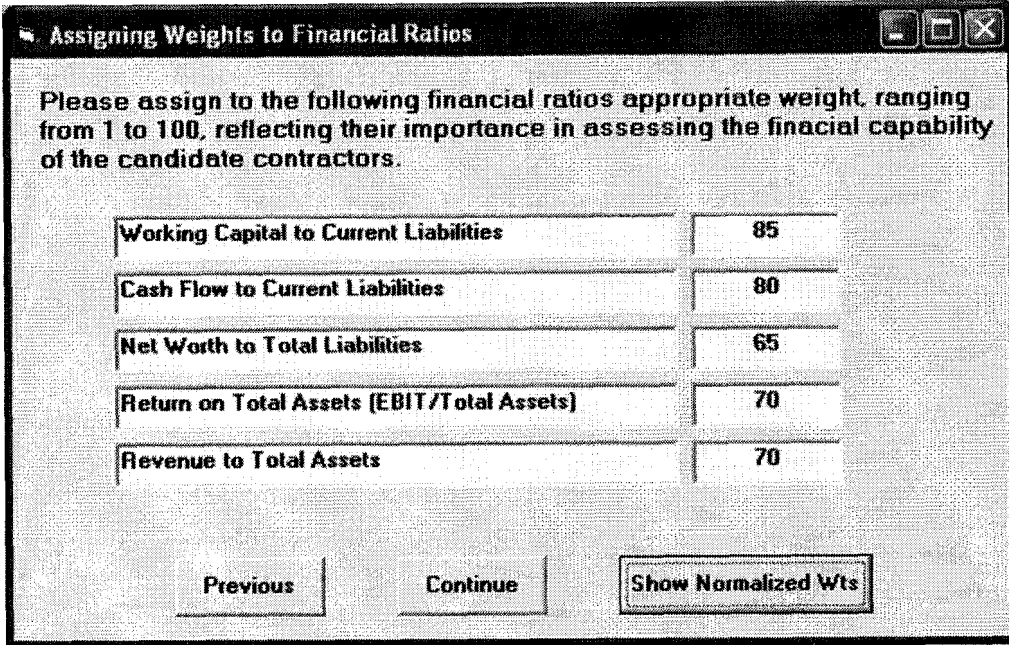 Assigning Weights to Financial Ratios
Please assign to the following financial ratios appropriate weight, ranging
from 1 to 100, reflecting their importance in assessing the finacial capability
of the candidate contractors.
Working Capital to Current Liabilities 85
Cash Flow to Current Liabilities 80
Net Worth to Total Liabilities 65
Return on Total Assets (EBIT/Total Assets) 70
Revenue to Total Assets 70
Previous Continue Show Normalized Wts